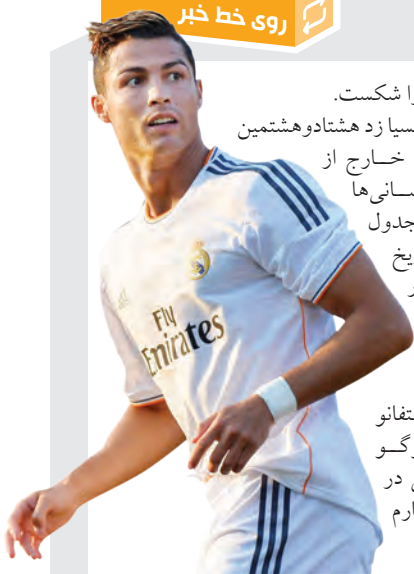 روی خط خبر
را شکست.
سیا زد هشتادوهشتمین
خارج از
سانی‌ها
جدول
یخ
ر
تفانو
گو
در
ارم
Fly
Emirates